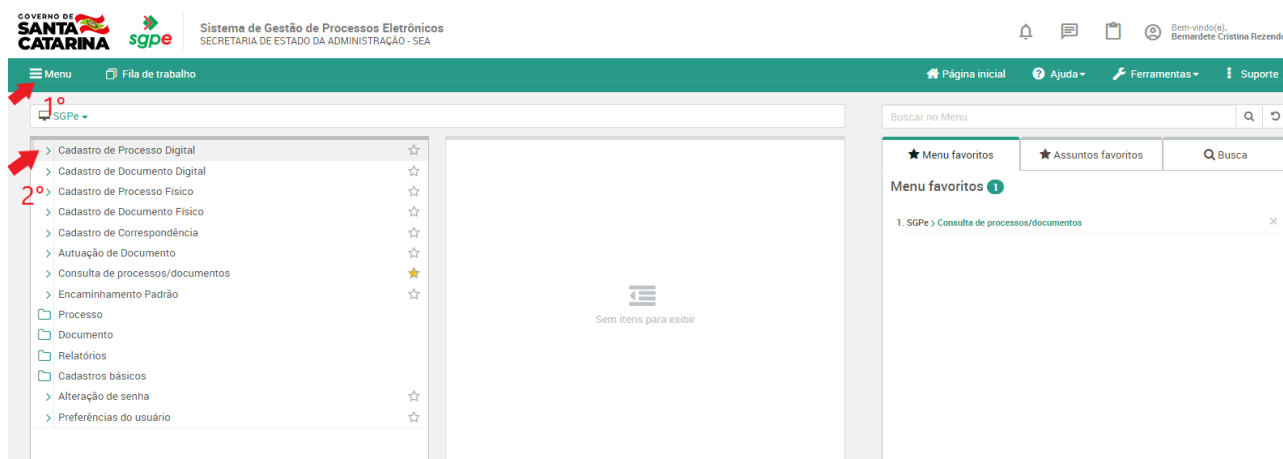 GOVERNO DE
SANTA
CATARINA
sgpe
Sistema de Gestão de Processos Eletrônicos
SECRETARIA DE ESTADO DA ADMINISTRAÇÃO - SEA
Bem-vindo(a),
Bernardete Cristina Rezende
Menu
Fila de trabalho
Página inicial
Ajuda
Ferramentas
Suporte
1º
SGPe
Buscar no Menu
2º
Cadastro de Processo Digital
Cadastro de Documento Digital
Cadastro de Processo Físico
Cadastro de Documento Físico
Cadastro de Correspondência
Autuação de Documento
Consulta de processos/documentos
Encaminhamento Padrão
Processo
Documento
Relatórios
Cadastros básicos
Alteração de senha
Preferências do usuário
Sem itens para exibir
Menu favoritos
Assuntos favoritos
Busca
Menu favoritos 1
1. SGPe > Consulta de processos/documentos